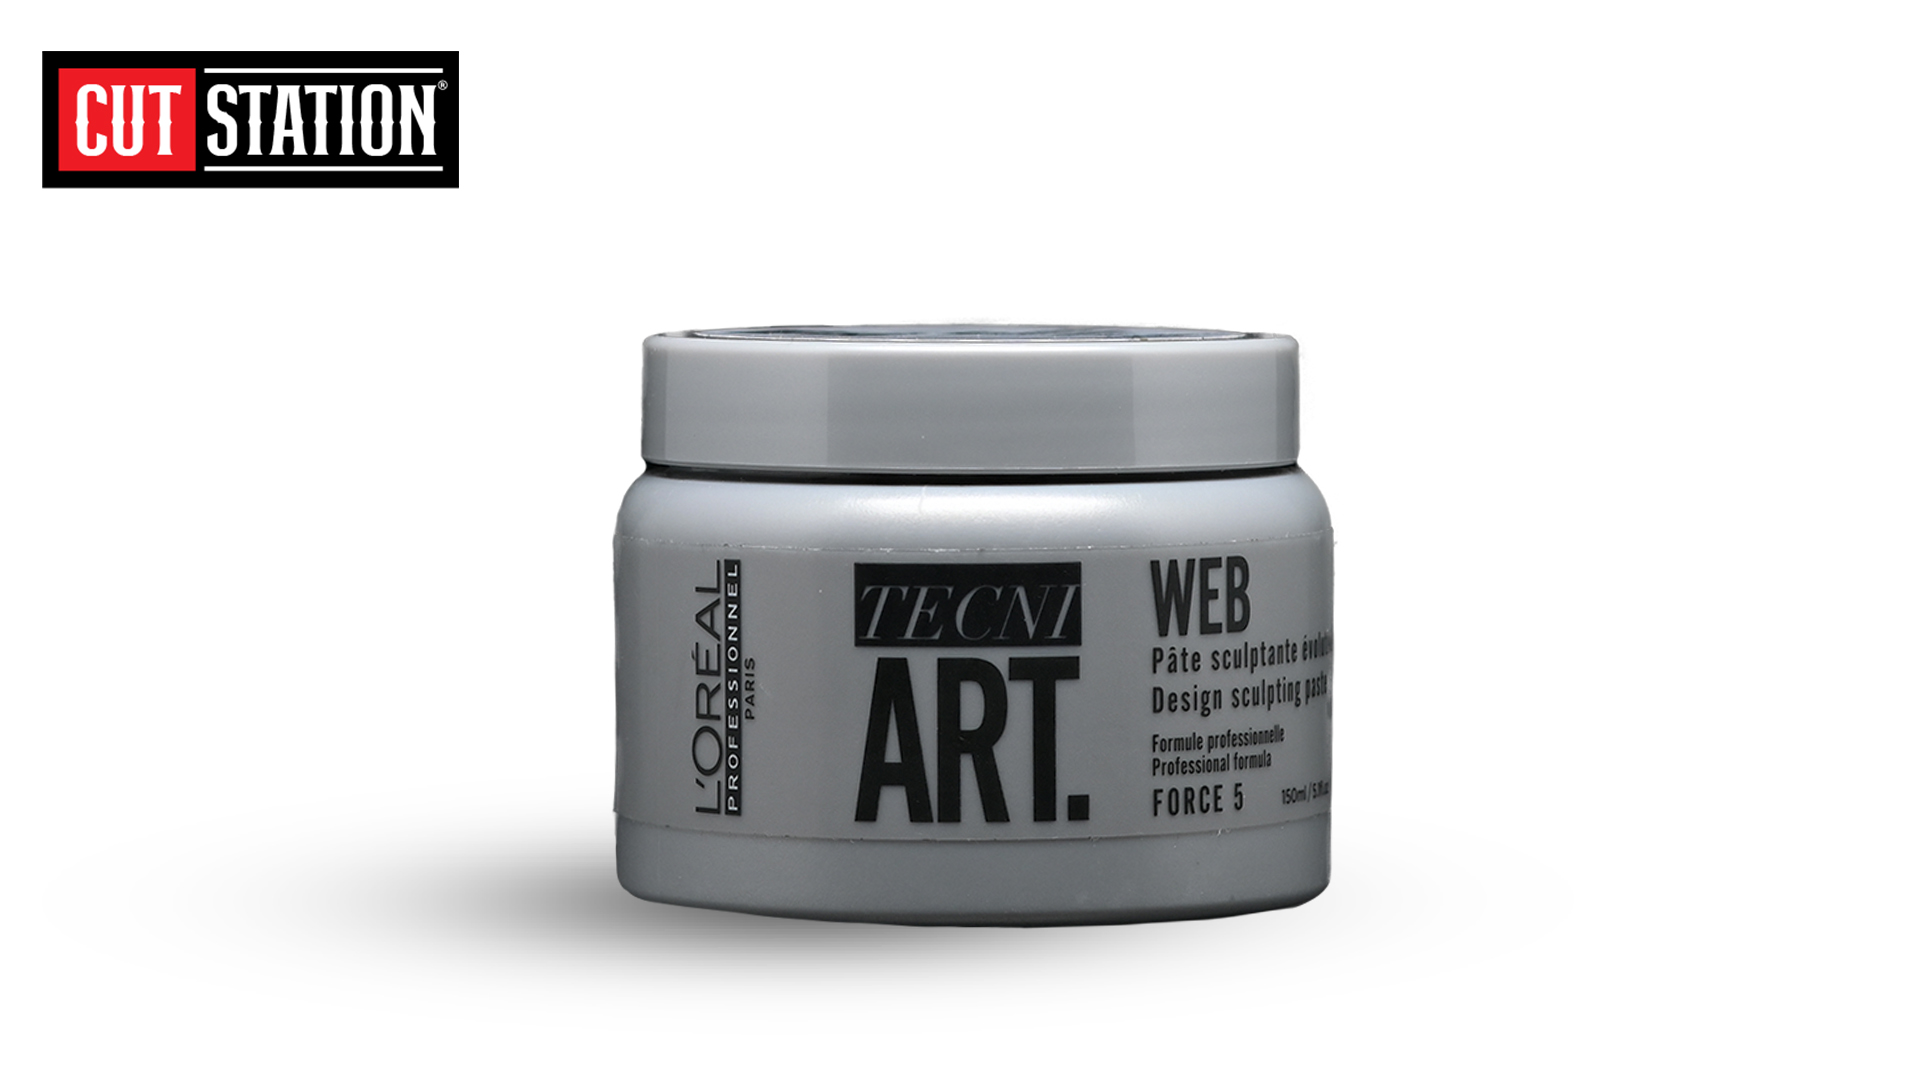 CUT STATION®
L'ORÉAL
PROFESSIONNEL
PARIS
TECNI
ART.
WEB
Pâte sculptante
Design sculpting paste
Formule professionnelle
Professional formula
FORCE 5
150ml /